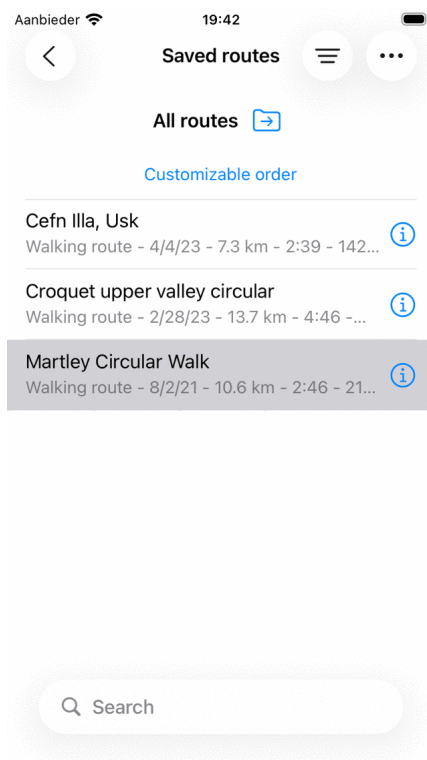 Aanbieder 19:42
Saved routes
All routes
Customizable order
Cefn Illa, Usk
Walking route - 4/4/23 - 7.3 km - 2:39 - 142...
Croquet upper valley circular
Walking route - 2/28/23 - 13.7 km - 4:46 -...
Martley Circular Walk
Walking route - 8/2/21 - 10.6 km - 2:46 - 21...
Search